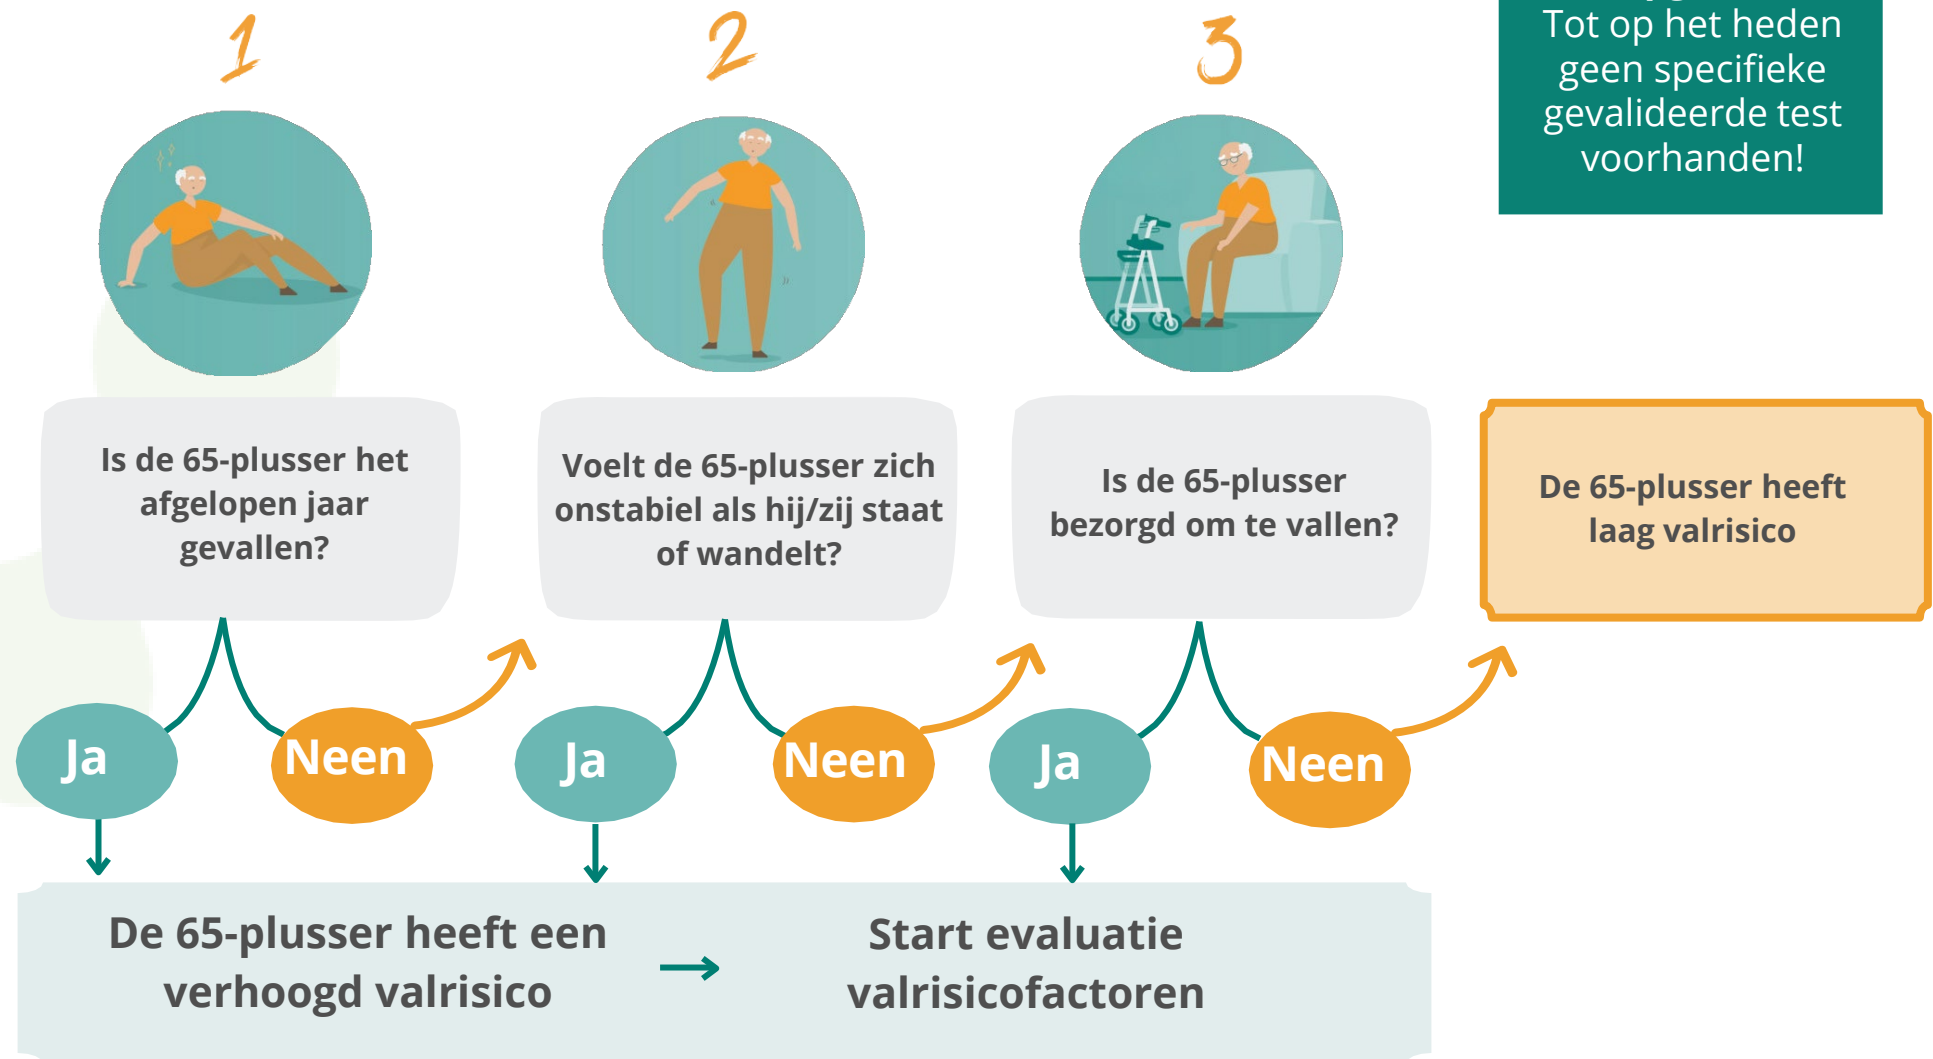 1
2
3
Tot op het heden
geen specifieke
gevalideerde test
voorhanden!
Is de 65-plusser het
afgelopen jaar
gevallen?
Voelt de 65-plusser zich
onstabiel als hij/zij staat
of wandelt?
Is de 65-plusser
bezorgd om te vallen?
De 65-plusser heeft
laag valrisico
Ja
Neen
Ja
Neen
Ja
Neen
De 65-plusser heeft een
verhoogd valrisico
Start evaluatie
valrisicofactoren